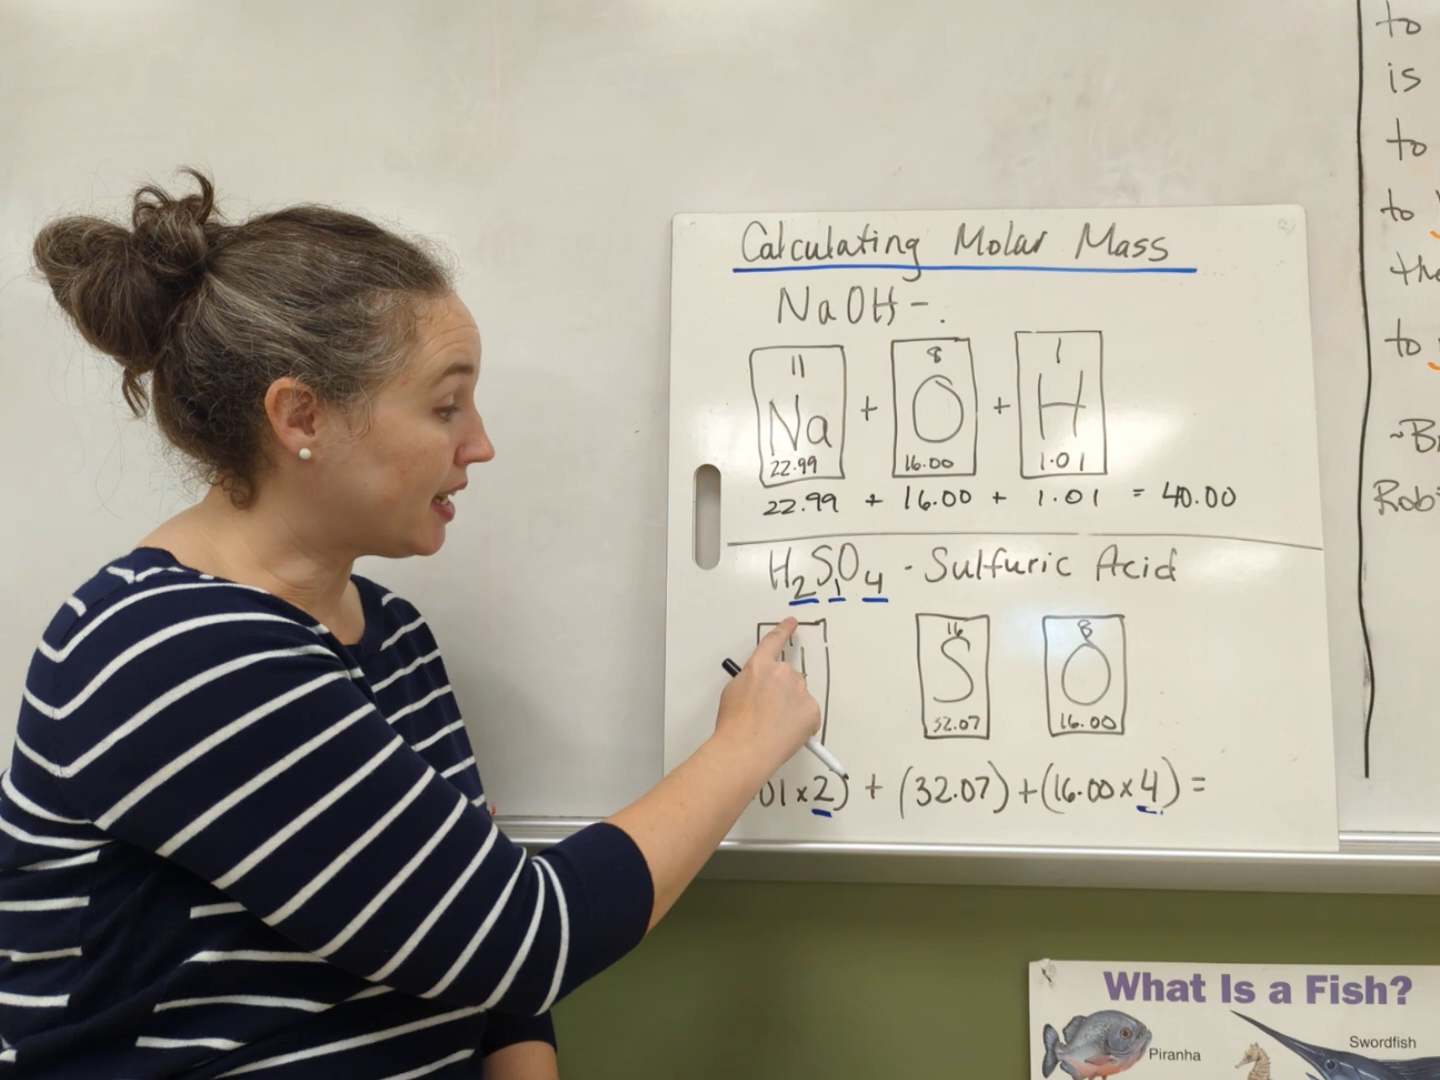 Calculating Molar Mass
NaOH-.
11 8 1
Na + O + H
22.99 16.00 1.01
22.99 + 16.00 + 1.01 = 40.00
H2S1O4 - Sulfuric Acid
16 8
S O
32.07 16.00
01 x 2) + (32.07) + (16.00 x 4) =
to
is
to
to
the
to
~B
Rob
What Is a Fish?
Piranha
Swordfish